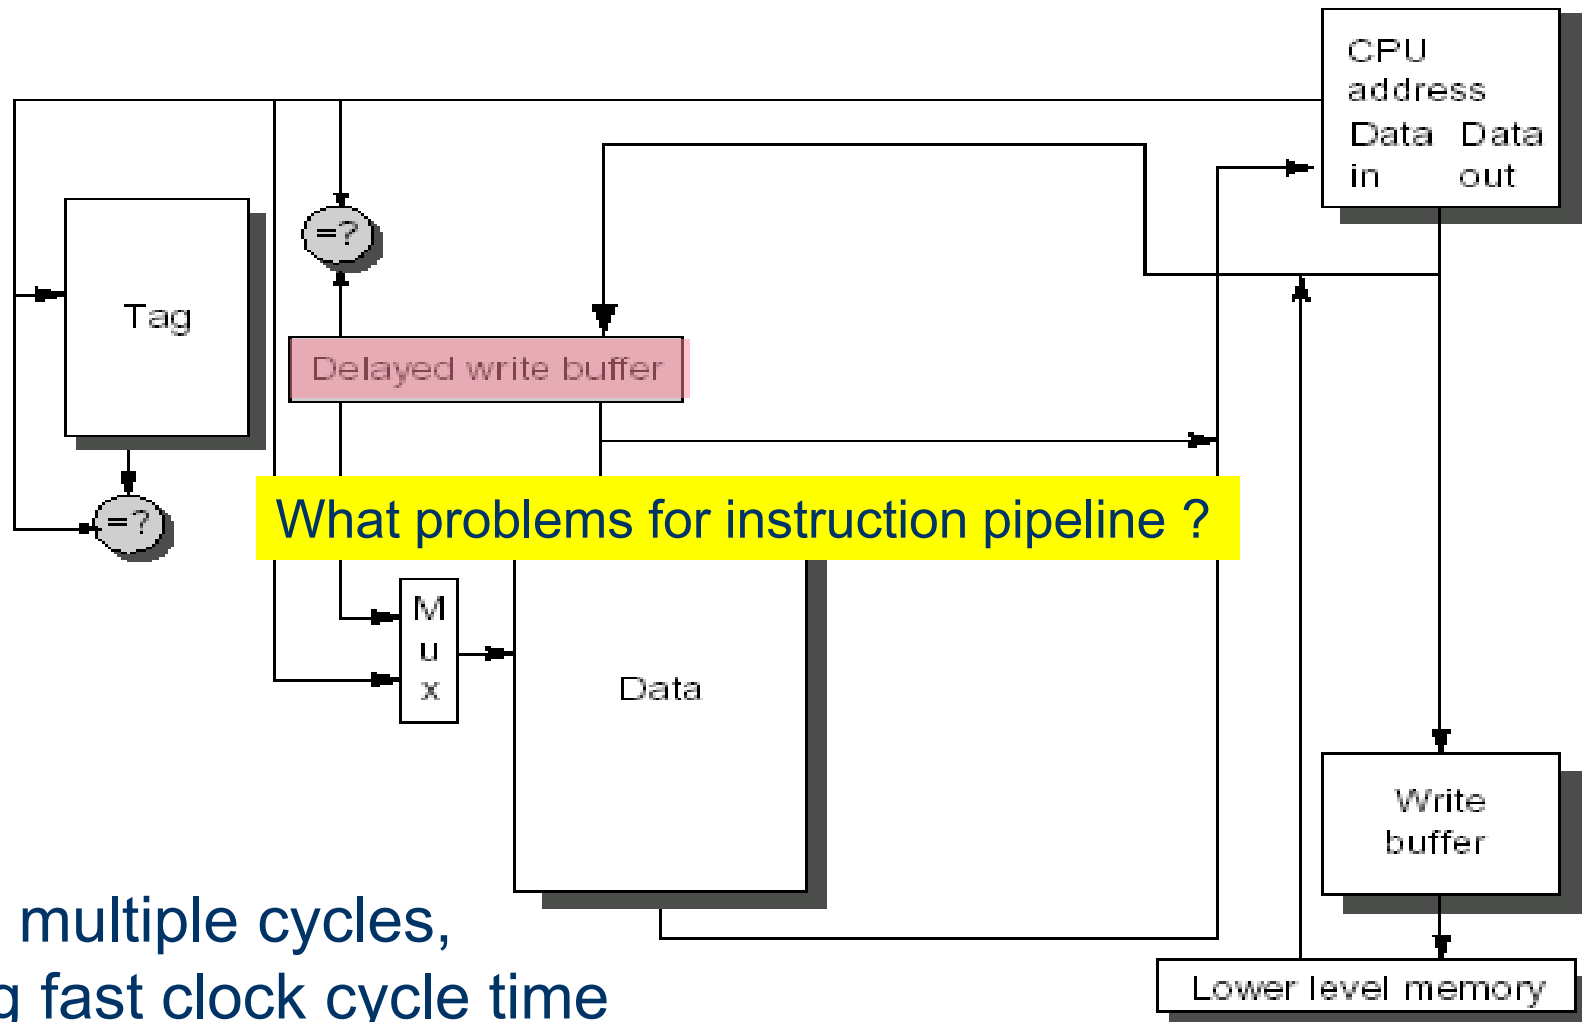 CPU
address
Data Data
in out
=?
Tag
Delayed write buffer
=?
What problems for instruction pipeline ?
M
u
x
Data
Write
buffer
multiple cycles,
g fast clock cycle time
Lower level memory